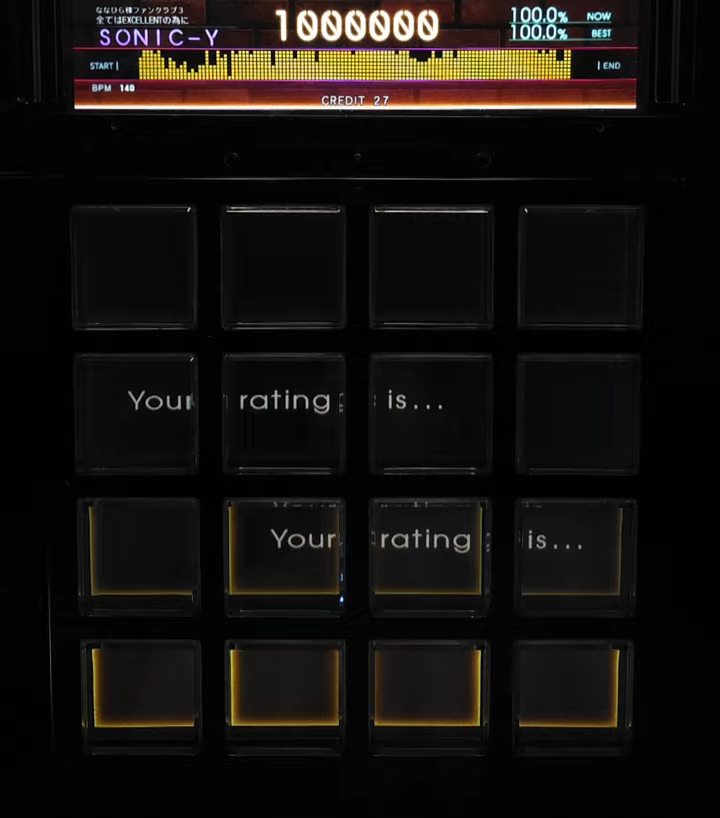 ななひら様ファンクラブ3
全てはEXCELLENTの為に
SONIC-Y
1000000
100.0% NOW
100.0% BEST
START
END
BPM 140
CREDIT 27
Your rating is...
Your rating is...